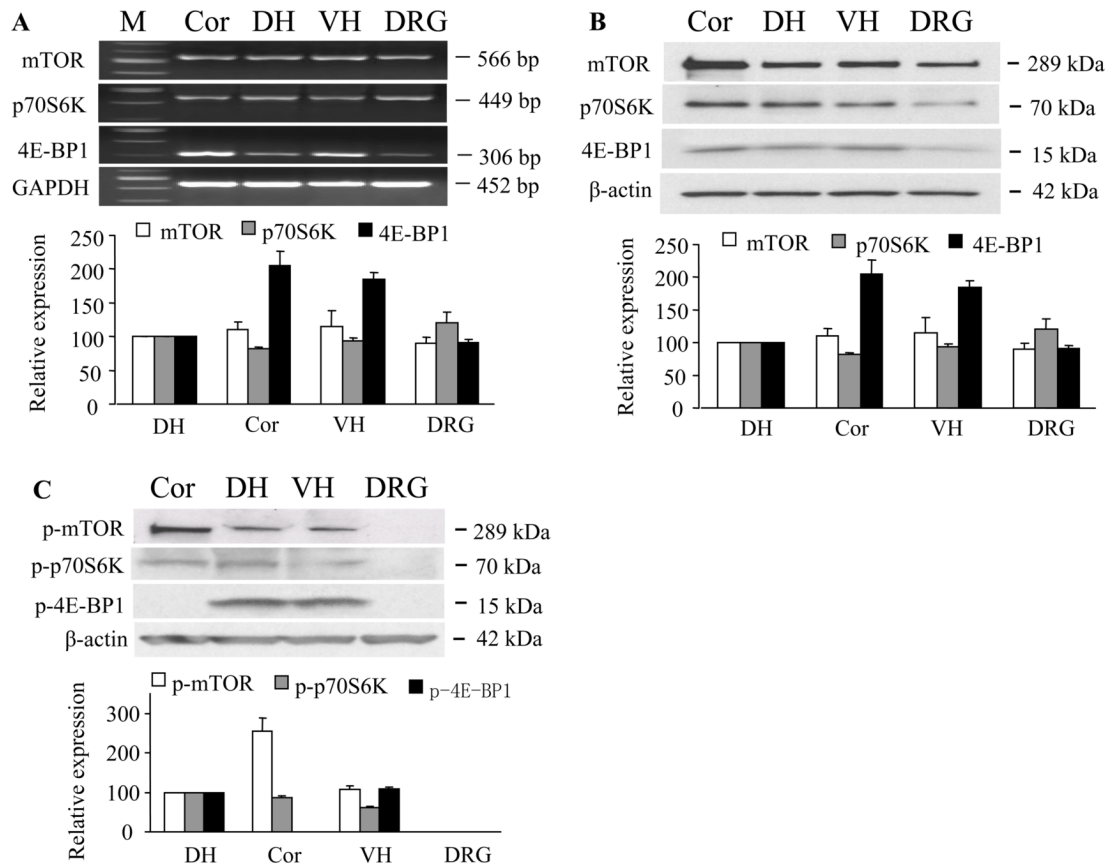 A M Cor DH VH DRG
mTOR – 566 bp
p70S6K – 449 bp
4E-BP1 – 306 bp
GAPDH – 452 bp
mTOR p70S6K 4E-BP1
Relative expression
250
200
150
100
50
0
DH Cor VH DRG
B Cor DH VH DRG
mTOR – 289 kDa
p70S6K – 70 kDa
4E-BP1 – 15 kDa
β-actin – 42 kDa
mTOR p70S6K 4E-BP1
Relative expression
250
200
150
100
50
0
DH Cor VH DRG
C Cor DH VH DRG
p-mTOR – 289 kDa
p-p70S6K – 70 kDa
p-4E-BP1 – 15 kDa
β-actin – 42 kDa
p-mTOR p-p70S6K p-4E-BP1
Relative expression
300
200
100
0
DH Cor VH DRG